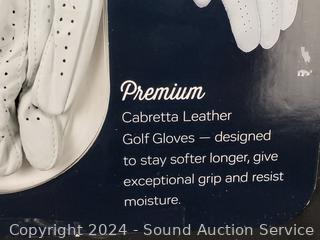 Premium
Cabretta Leather
Golf Gloves — designed
to stay softer longer, give
exceptional grip and resist
moisture.
Copyright 2024 - Sound Auction Service